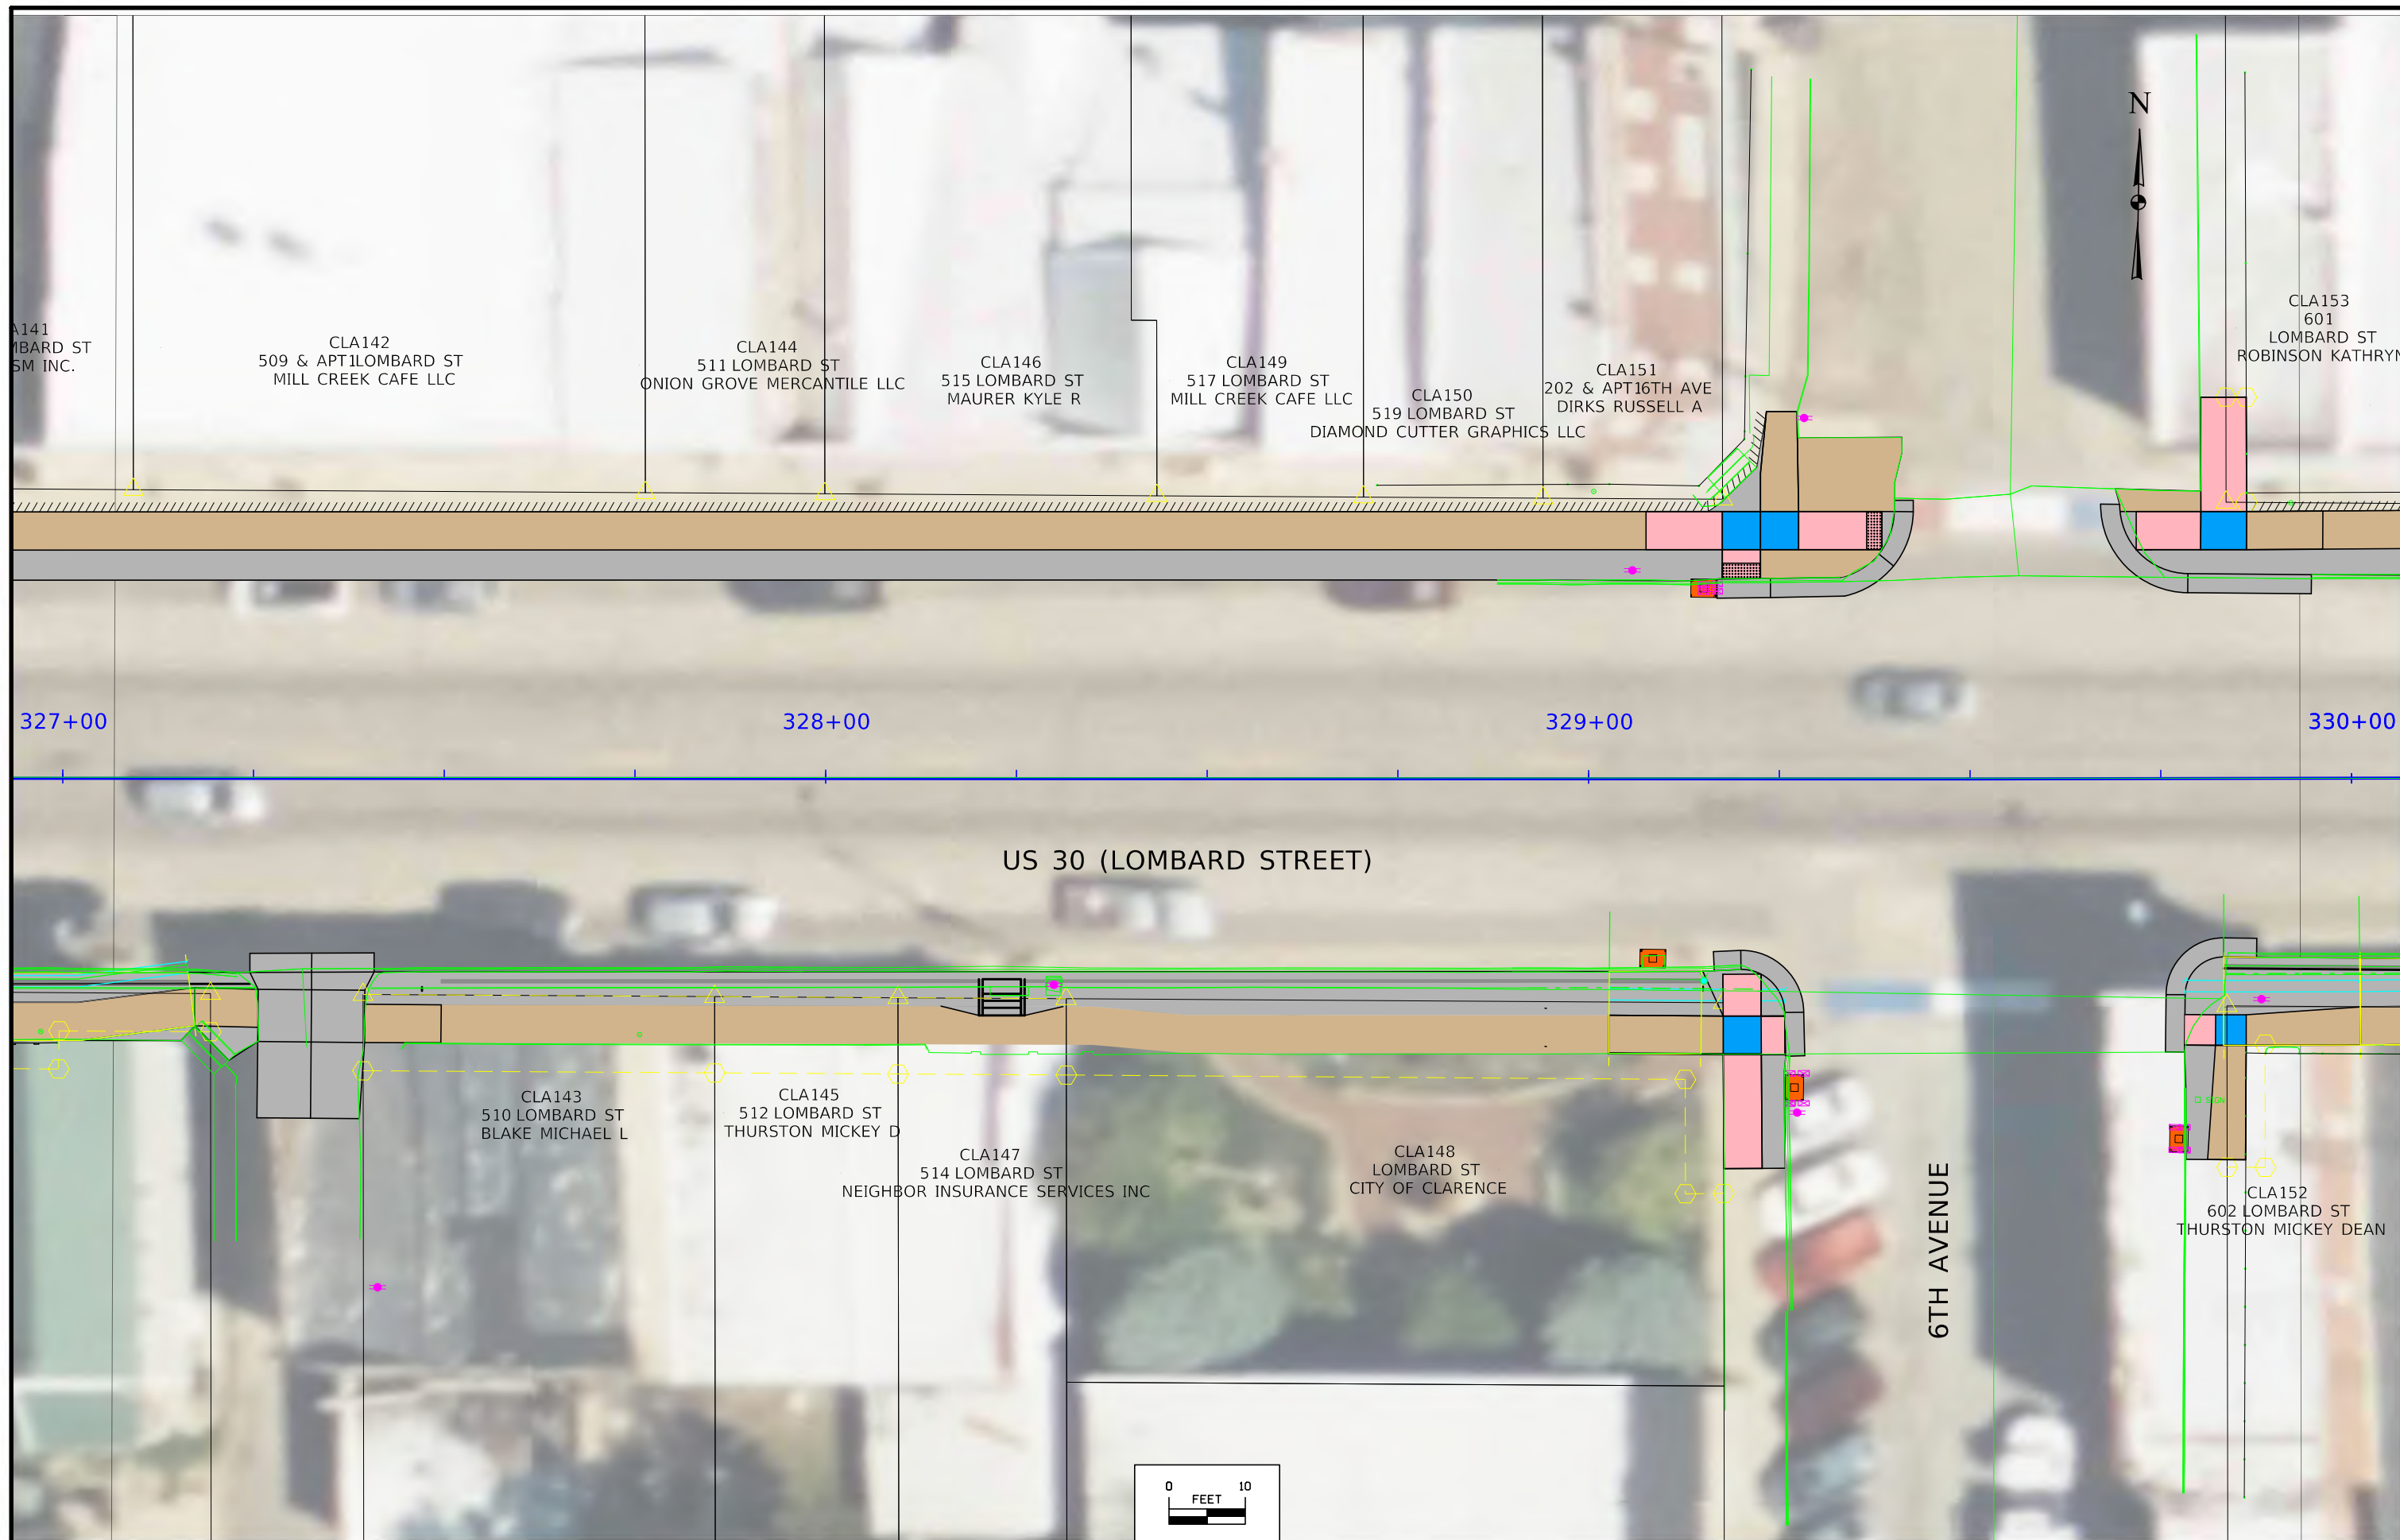 N
CLA153
601
LOMBARD ST
ROBINSON KATHRYN
A141
MBARD ST
SM INC.
CLA142
509 & APT1LOMBARD ST
MILL CREEK CAFE LLC
CLA144
511 LOMBARD ST
ONION GROVE MERCANTILE LLC
CLA146
515 LOMBARD ST
MAURER KYLE R
CLA149
517 LOMBARD ST
MILL CREEK CAFE LLC
CLA150
519 LOMBARD ST
DIAMOND CUTTER GRAPHICS LLC
CLA151
202 & APT16TH AVE
DIRKS RUSSELL A
327+00
328+00
329+00
330+00
US 30 (LOMBARD STREET)
CLA143
510 LOMBARD ST
BLAKE MICHAEL L
CLA145
512 LOMBARD ST
THURSTON MICKEY D
CLA147
514 LOMBARD ST
NEIGHBOR INSURANCE SERVICES INC
CLA148
LOMBARD ST
CITY OF CLARENCE
6TH AVENUE
SIGN
CLA152
602 LOMBARD ST
THURSTON MICKEY DEAN
0 10
FEET